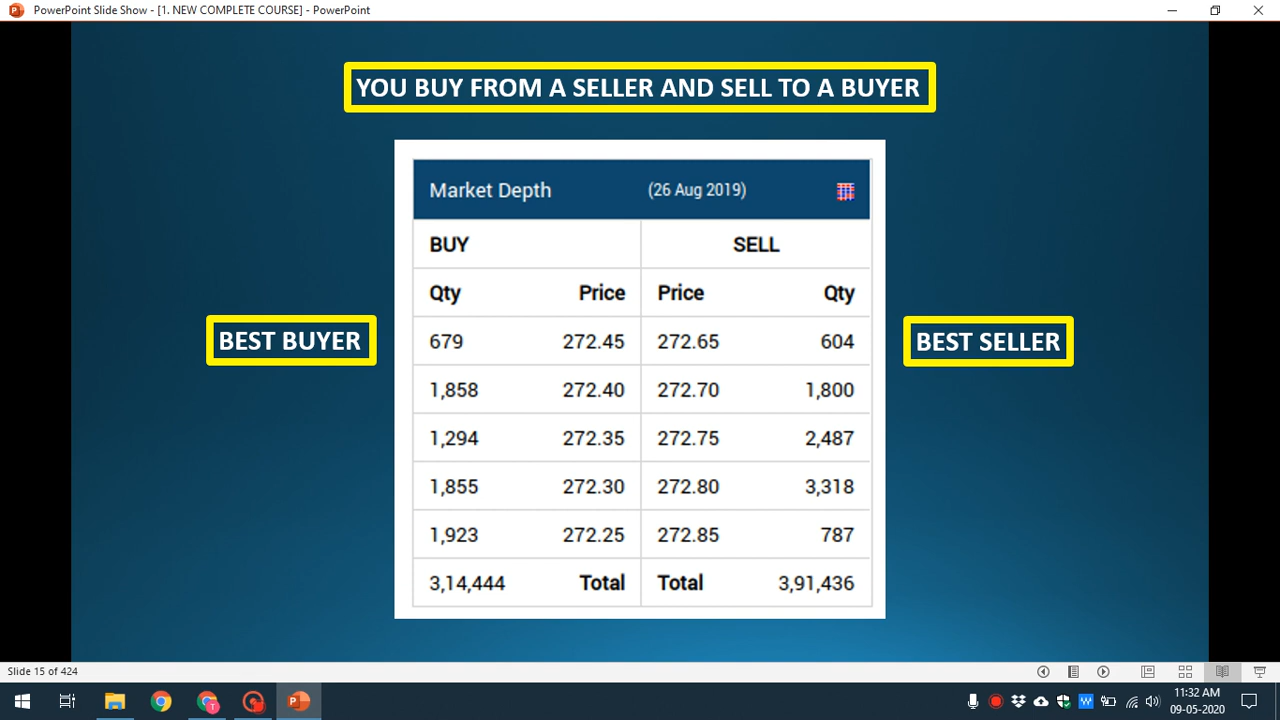 PowerPoint Slide Show - [1. NEW COMPLETE COURSE] - PowerPoint
YOU BUY FROM A SELLER AND SELL TO A BUYER
Market Depth (26 Aug 2019)
BUY SELL
Qty Price Price Qty
BEST BUYER 679 272.45 272.65 604 BEST SELLER
1,858 272.40 272.70 1,800
1,294 272.35 272.75 2,487
1,855 272.30 272.80 3,318
1,923 272.25 272.85 787
3,14,444 Total Total 3,91,436
Slide 15 of 424
11:32 AM
09-05-2020